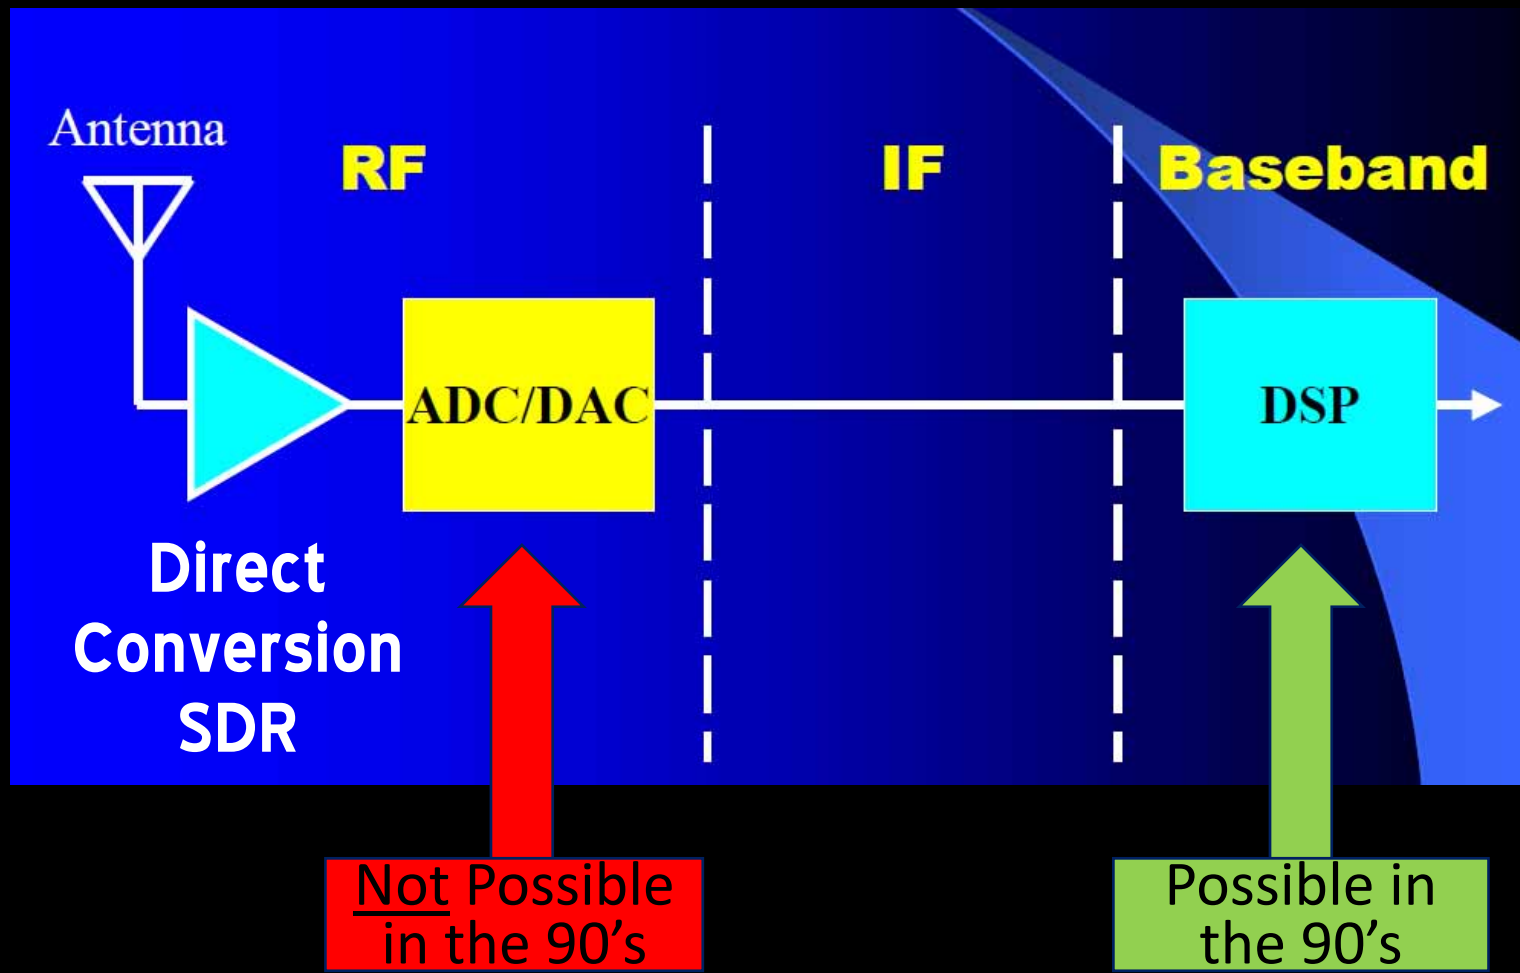 Antenna
RF
IF
Baseband
ADC/DAC
DSP
Direct
Conversion
SDR
Not Possible
in the 90’s
Possible in
the 90’s